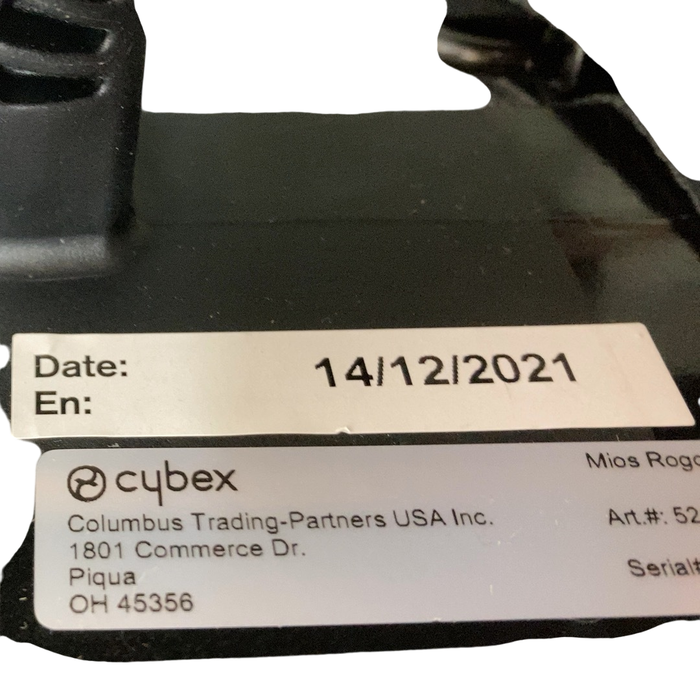 Date: 14/12/2021
En:
cybex
Columbus Trading-Partners USA Inc.
1801 Commerce Dr.
Piqua
OH 45356
Mios
Art.#: 52
Serial#